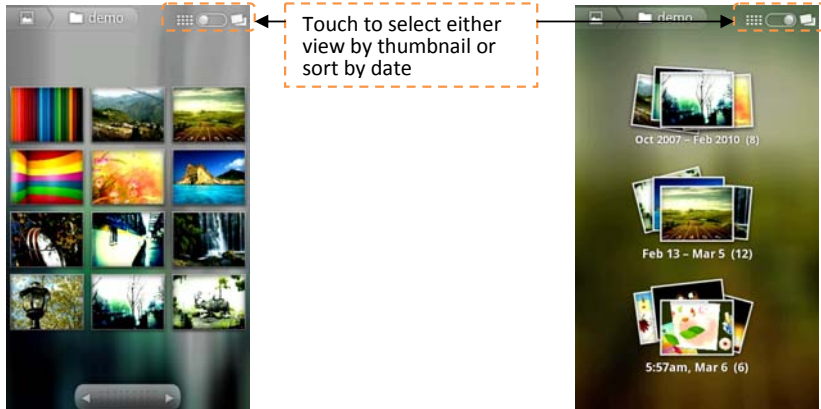 demo
Touch to select either
view by thumbnail or
sort by date
demo
Oct 2007 – Feb 2010 (8)
Feb 13 – Mar 5 (12)
5:57am, Mar 6 (6)